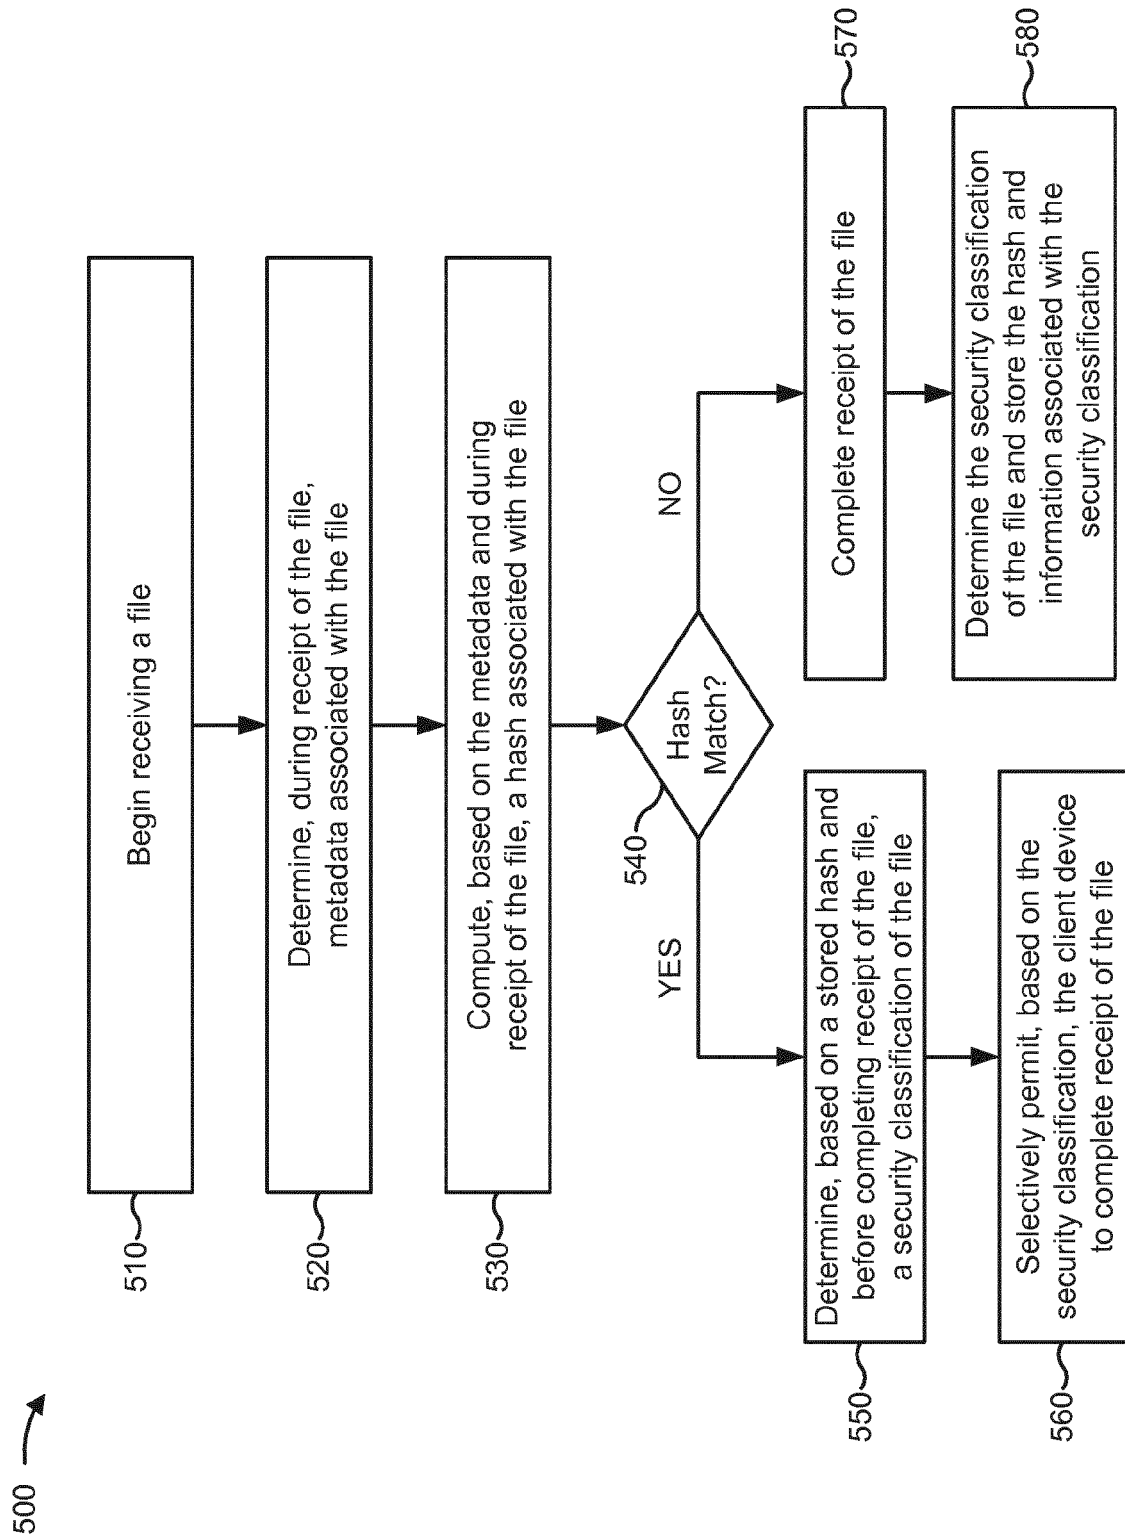 500
510
Begin receiving a file
520
Determine, during receipt of the file,
metadata associated with the file
530
Compute, based on the metadata and during
receipt of the file, a hash associated with the file
540
Hash
Match?
YES
NO
550
Determine, based on a stored hash and
before completing receipt of the file,
a security classification of the file
560
Selectively permit, based on the
security classification, the client device
to complete receipt of the file
570
Complete receipt of the file
580
Determine the security classification
of the file and store the hash and
information associated with the
security classification